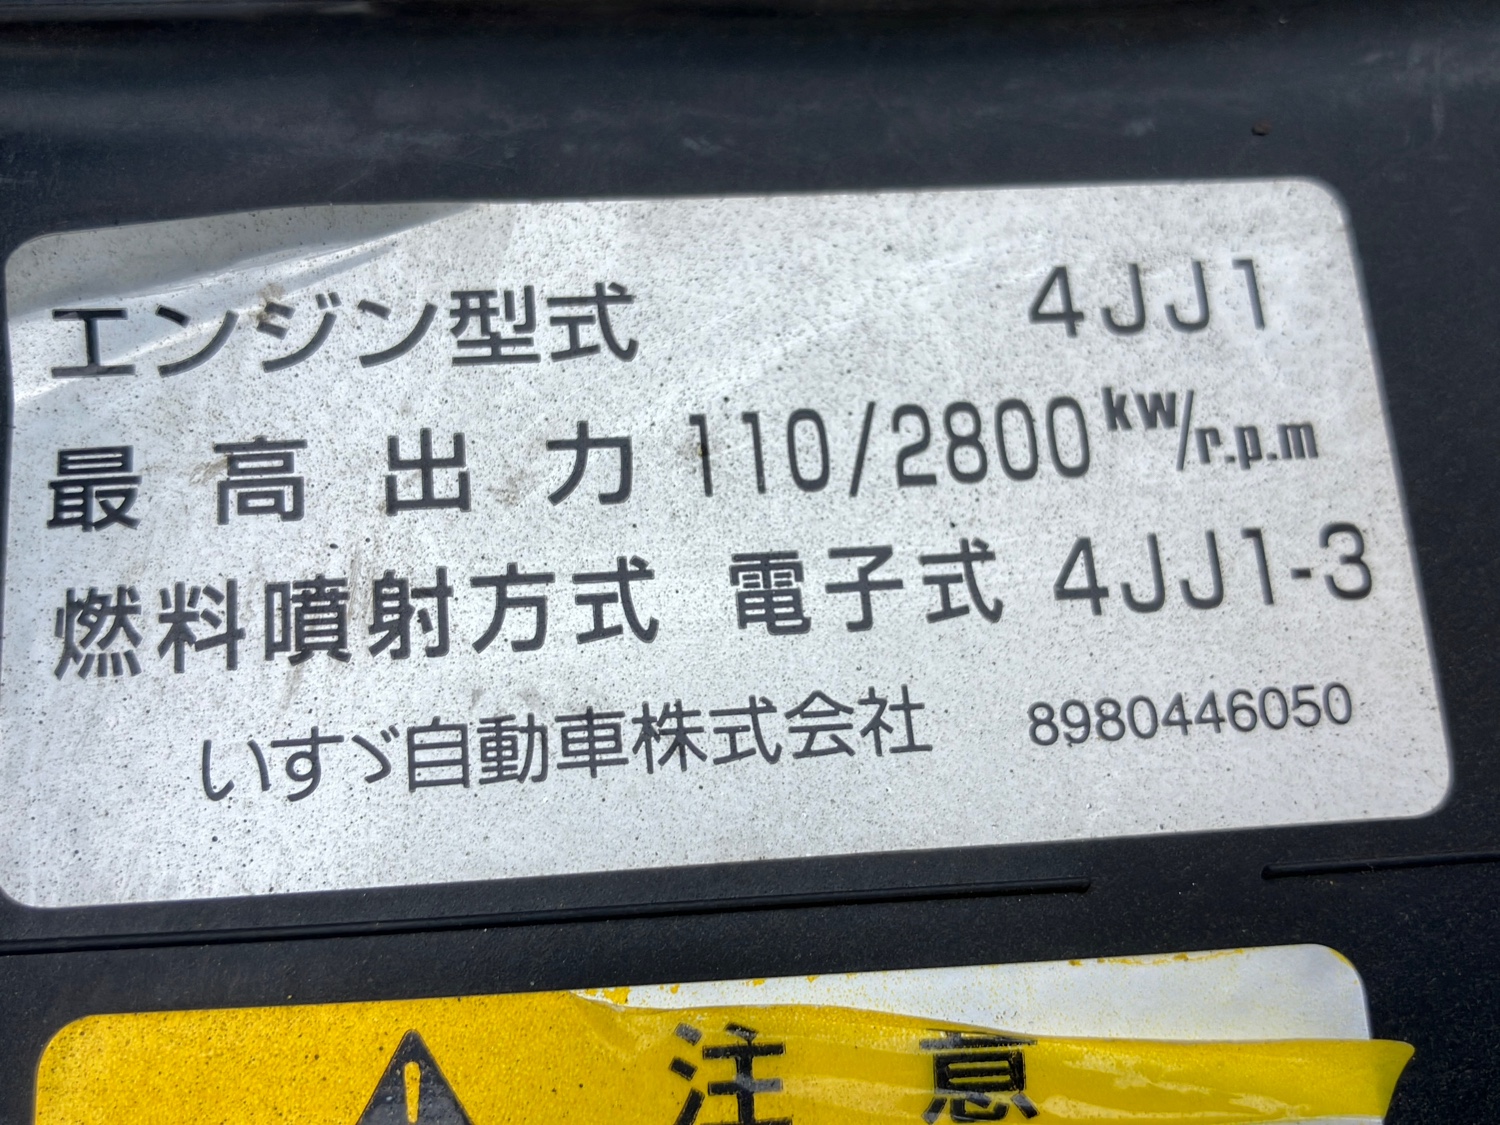 エンジン型式 4JJ1
最高出力 110/2800 kw/r.p.m
燃料噴射方式 電子式 4JJ1-3
いすゞ自動車株式会社 8980446050
注意